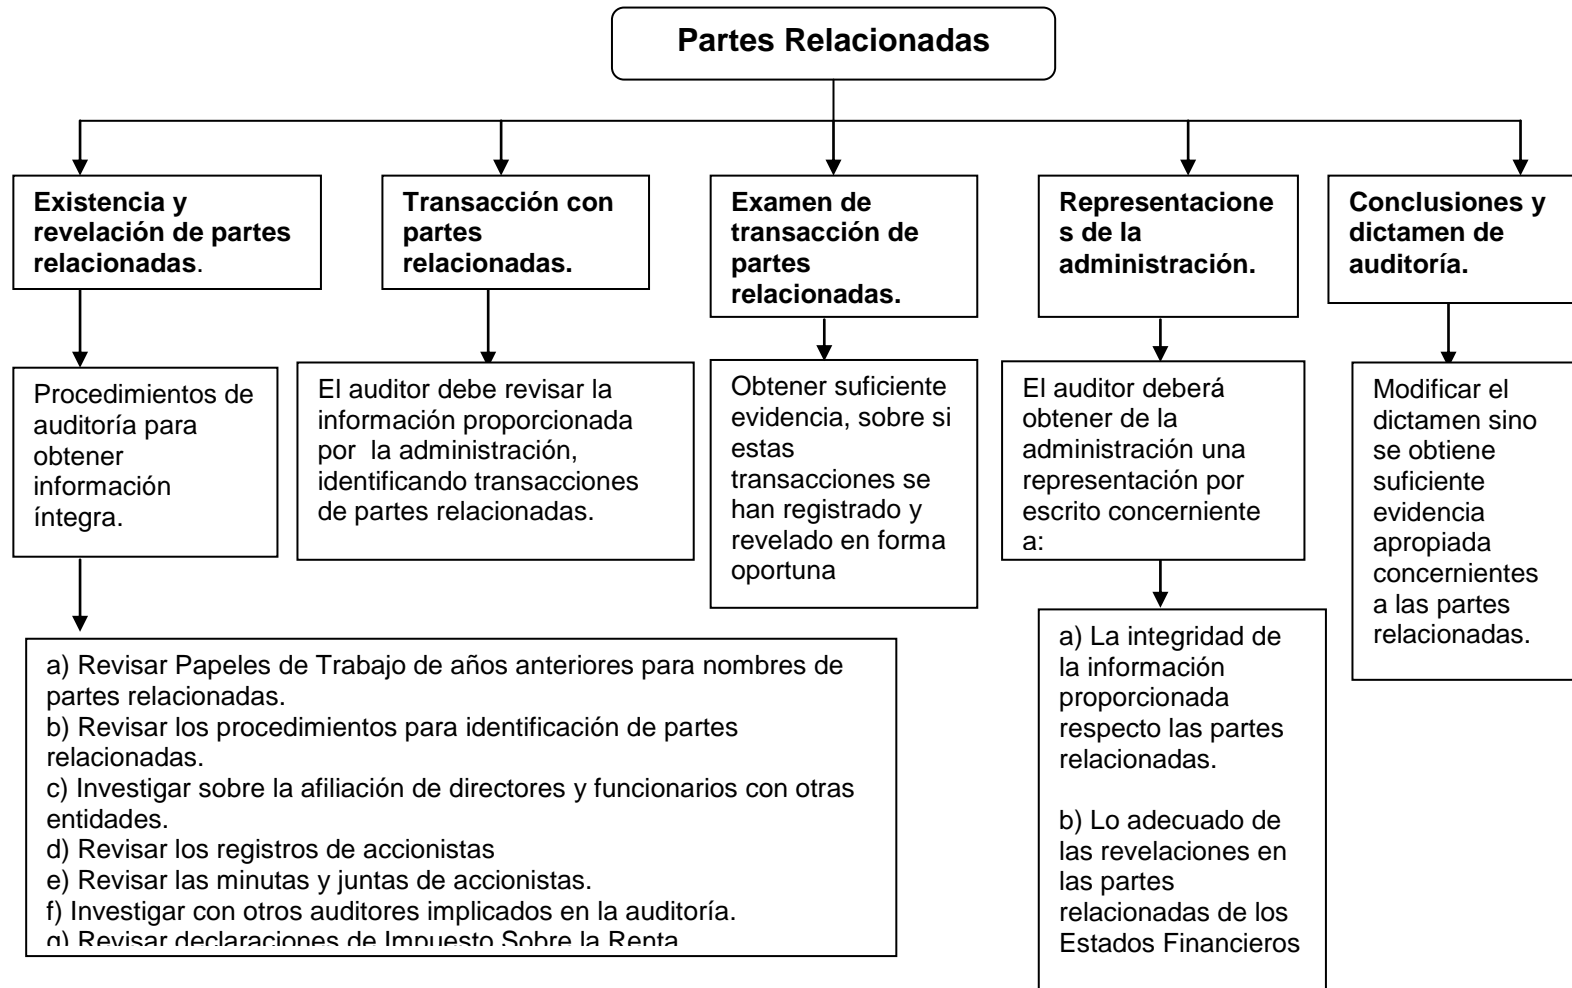 Partes Relacionadas
Existencia y
revelación de partes
relacionadas.
Transacción con
partes
relacionadas.
Examen de
transacción de
partes
relacionadas.
Representacione
s de la
administración.
Conclusiones y
dictamen de
auditoría.
Procedimientos de
auditoría para
obtener
información
íntegra.
El auditor debe revisar la
información proporcionada
por la administración,
identificando transacciones
de partes relacionadas.
Obtener suficiente
evidencia, sobre si
estas
transacciones se
han registrado y
revelado en forma
oportuna
El auditor deberá
obtener de la
administración una
representación por
escrito concerniente
a:
Modificar el
dictamen sino
se obtiene
suficiente
evidencia
apropiada
concernientes
a las partes
relacionadas.
a) Revisar Papeles de Trabajo de años anteriores para nombres de
partes relacionadas.
b) Revisar los procedimientos para identificación de partes
relacionadas.
c) Investigar sobre la afiliación de directores y funcionarios con otras
entidades.
d) Revisar los registros de accionistas
e) Revisar las minutas y juntas de accionistas.
f) Investigar con otros auditores implicados en la auditoría.
g) Revisar declaraciones de Impuesto Sobre la Renta
a) La integridad de
la información
proporcionada
respecto las partes
relacionadas.
b) Lo adecuado de
las revelaciones en
las partes
relacionadas de los
Estados Financieros